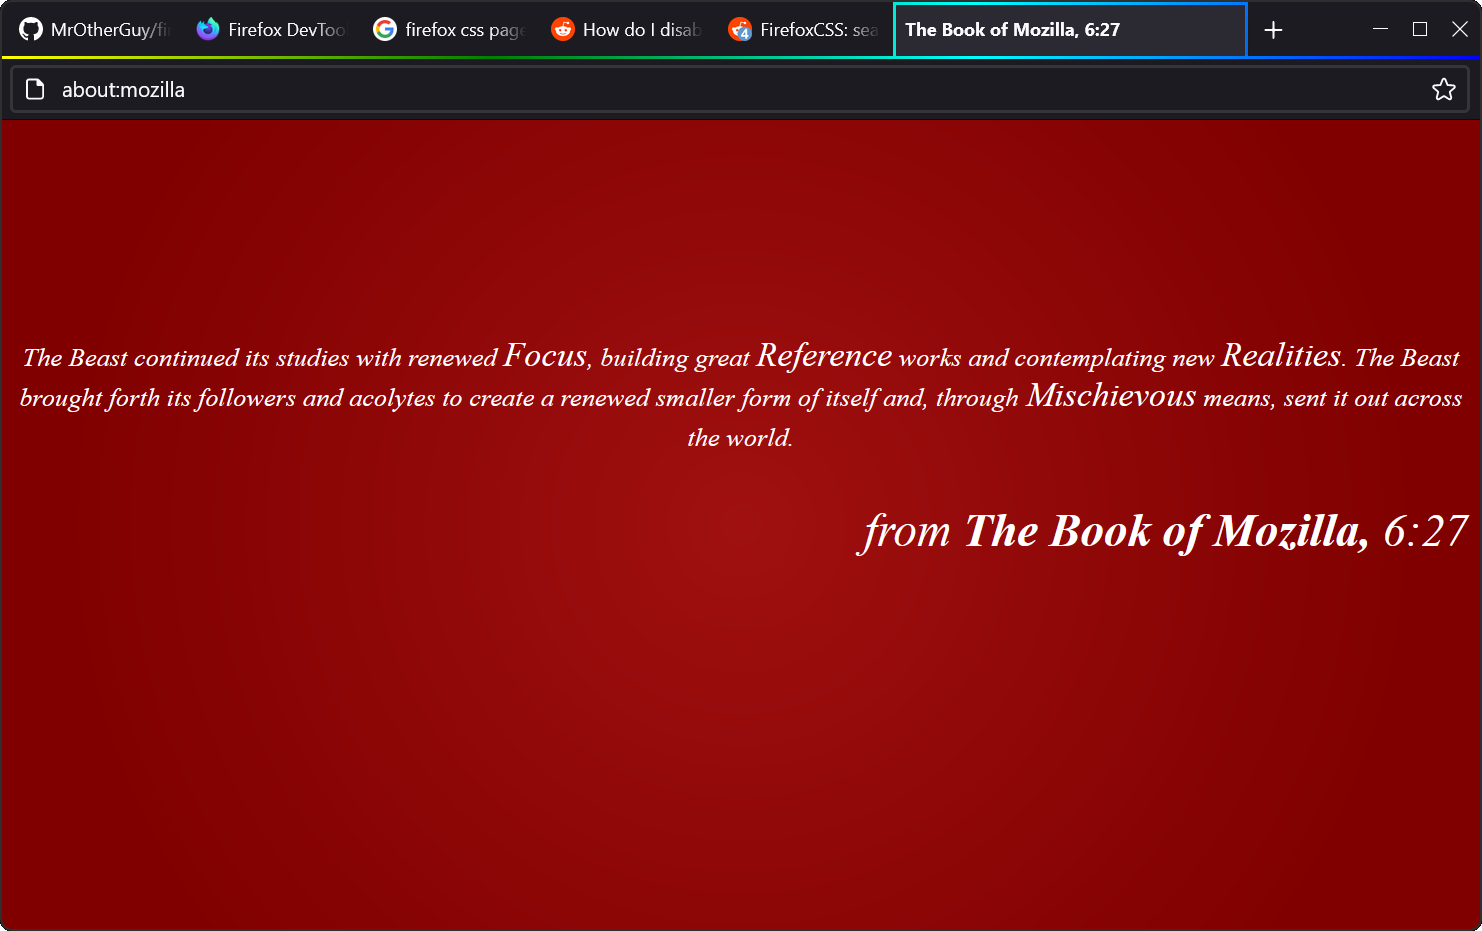 MrOtherGuy/fi
Firefox DevToo
firefox css page
How do I disab
FirefoxCSS: sea
The Book of Mozilla, 6:27
about:mozilla
The Beast continued its studies with renewed Focus, building great Reference works and contemplating new Realities. The Beast
brought forth its followers and acolytes to create a renewed smaller form of itself and, through Mischievous means, sent it out across
the world.
from The Book of Mozilla, 6:27